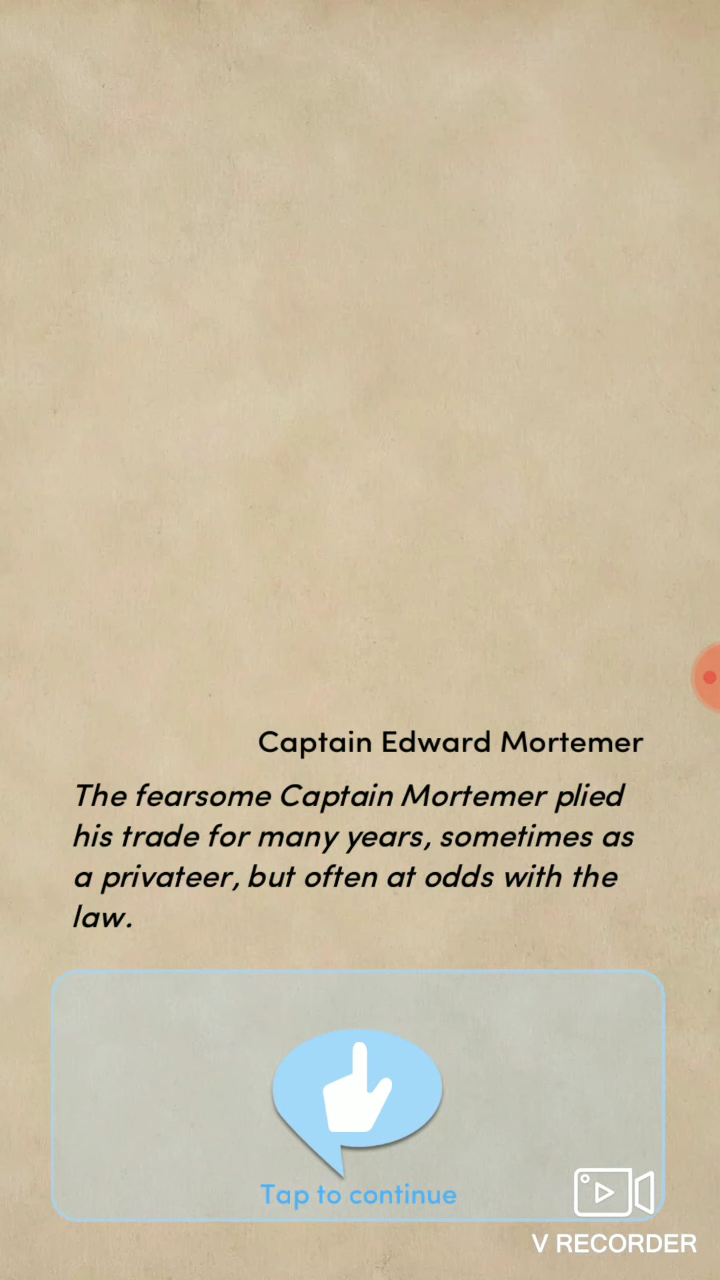 Captain Edward Mortemer
The fearsome Captain Mortemer plied
his trade for many years, sometimes as
a privateer, but often at odds with the
law.
Tap to continue
V RECORDER